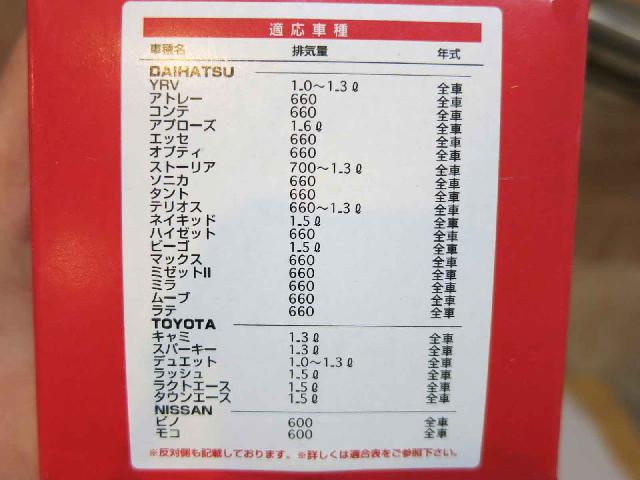 適応車種
車種名 排気量 年式
DAIHATSU
YRV 1.0～1.3ℓ 全車
アトレー 660 全車
コンテ 660 全車
アプローズ 1.6ℓ 全車
エッセ 660 全車
オプティ 660 全車
ストーリア 700～1.3ℓ 全車
ソニカ 660 全車
タント 660 全車
テリオス 660～1.3ℓ 全車
ネイキッド 1.5ℓ 全車
ハイゼット 660 全車
ビーゴ 1.5ℓ 全車
マックス 660 全車
ミゼットII 660 全車
ミラ 660 全車
ムーブ 660 全車
ラテ 660 全車
TOYOTA
キャミ 1.3ℓ 全車
スパーキー 1.3ℓ 全車
デュエット 1.0～1.3ℓ 全車
ラッシュ 1.5ℓ 全車
ラクトエース 1.5ℓ 全車
タウンエース 1.5ℓ 全車
NISSAN
ピノ 600 全車
モコ 600 全車
※反対側も記載しております。※詳しくは適合表をご参照下さい。